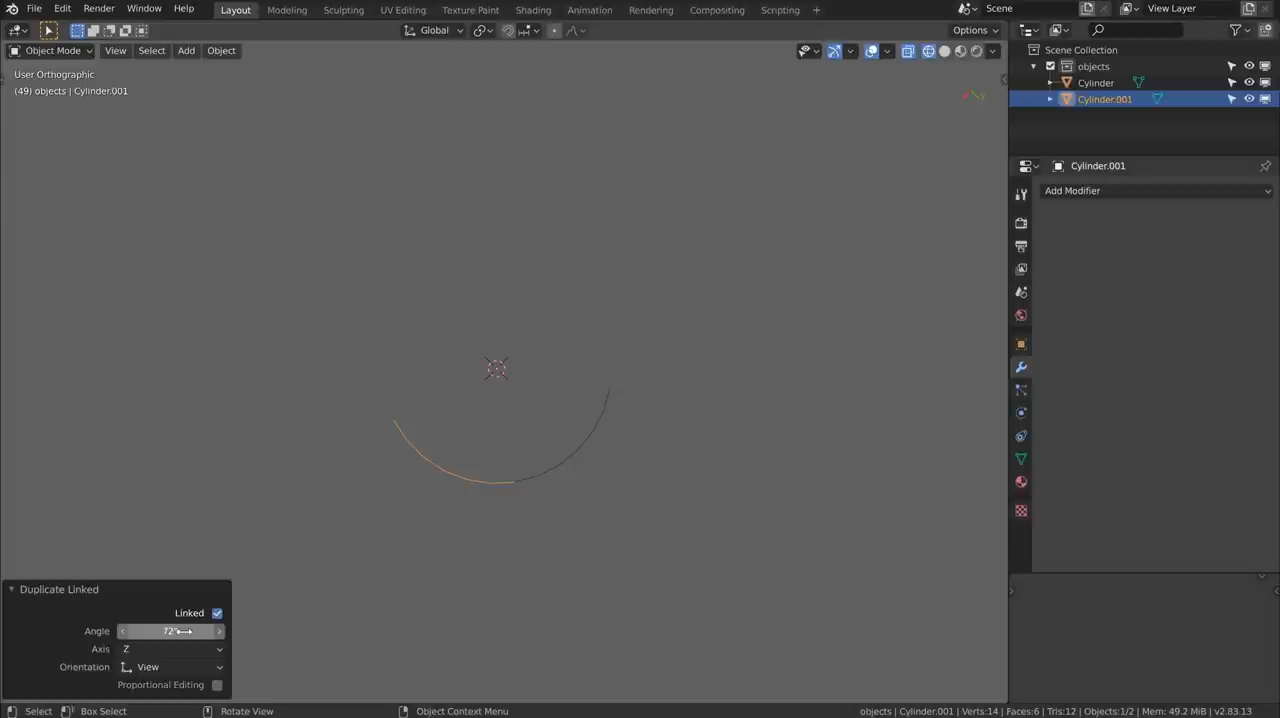 File Edit Render Window Help Layout Modeling Sculpting UV Editing Texture Paint Shading Animation Rendering Compositing Scripting + Scene View Layer
Global Options
Object Mode View Select Add Object
User Orthographic
(49) objects | Cylinder.001
Scene Collection
objects
Cylinder
Cylinder.001
Cylinder.001
Add Modifier
Duplicate Linked
Linked
Angle 72°
Axis Z
Orientation View
Proportional Editing
Select Box Select Rotate View Object Context Menu objects | Cylinder.001 | Verts:14 | Faces:6 | Tris:12 | Objects:1/2 | Mem: 49.2 MiB | v2.83.13